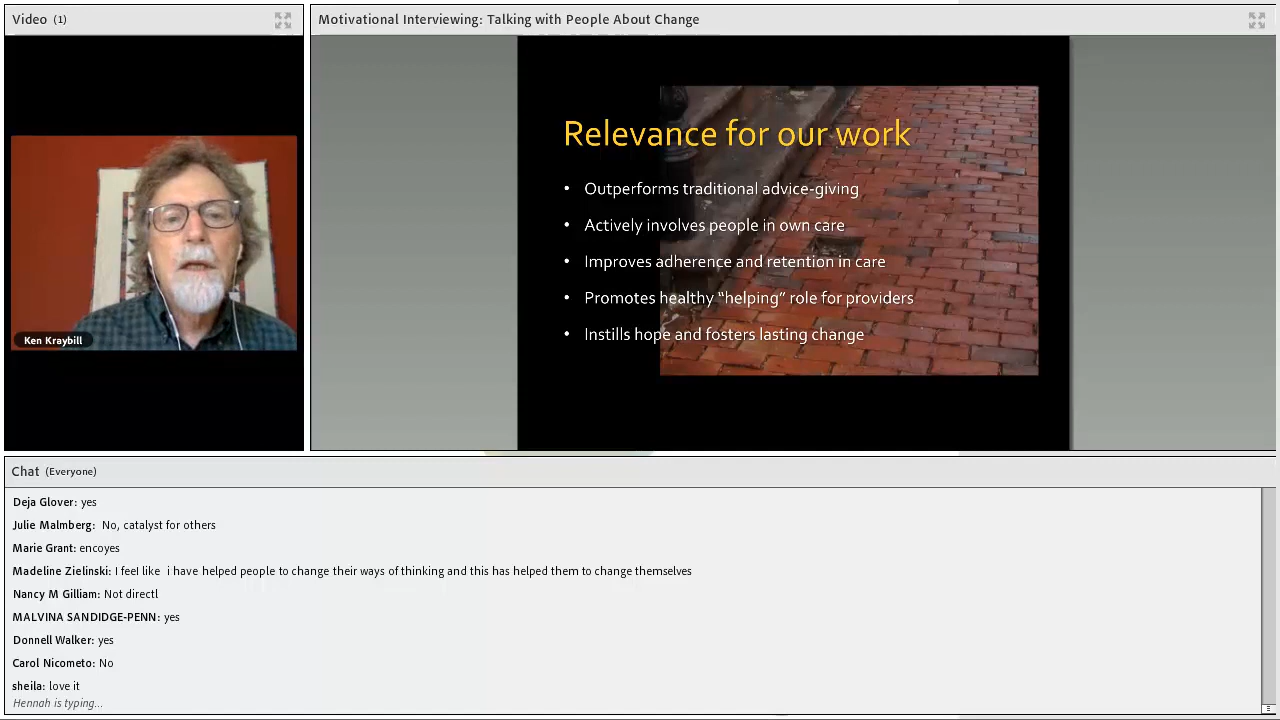 Video (1)
Motivational Interviewing: Talking with People About Change
Ken Kraybill
Relevance for our work
• Outperforms traditional advice-giving
• Actively involves people in own care
• Improves adherence and retention in care
• Promotes healthy “helping” role for providers
• Instills hope and fosters lasting change
Chat (Everyone)
Deja Glover: yes
Julie Malmberg: No, catalyst for others
Marie Grant: encoyes
Madeline Zielinski: I feel like i have helped people to change their ways of thinking and this has helped them to change themselves
Nancy M Gilliam: Not directl
MALVINA SANDIDGE-PENN: yes
Donnell Walker: yes
Carol Nicometo: No
sheila: love it
Hennah is typing...